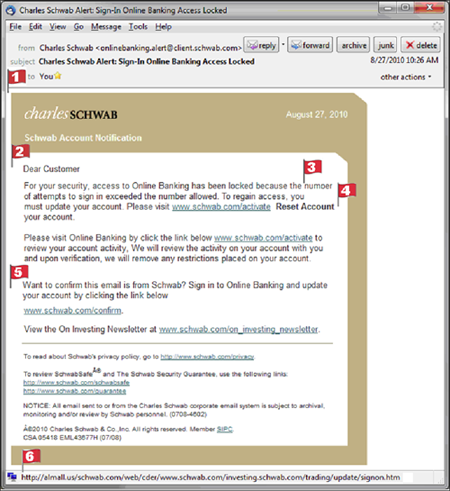 Charles Schwab Alert: Sign-In Online Banking Access Locked
File Edit View Go Message Tools Help
from Charles Schwab <onlinebanking.alert@client.schwab.com> reply forward archive junk delete
subject Charles Schwab Alert: Sign-In Online Banking Access Locked 8/27/2010 10:26 AM
1
to You other actions
charles SCHWAB August 27, 2010
Schwab Account Notification
2
Dear Customer
3
For your security, access to Online Banking has been locked because the number
4
of attempts to sign in exceeded the number allowed. To regain access, you
must update your account. Please visit www.schwab.com/activate Reset Account
your account.
Please visit Online Banking by click the link below www.schwab.com/activate to
review your account activity, We will review the activity on your account with you
and upon verification, we will remove any restrictions placed on your account.
5
Want to confirm this email is from Schwab? Sign in to Online Banking and update
your account by clicking the link below
www.schwab.com/confirm.
View the On Investing Newsletter at www.schwab.com/on_investing_newsletter.
To read about Schwab's privacy policy, go to http://www.schwab.com/privacy
To review SchwabSafe and The Schwab Security Guarantee, use the following links:
http://www.schwab.com/schwabsafe
http://www.schwab.com/guarantee
NOTICE: All email sent to or from the Charles Schwab corporate email system is subject to archival,
monitoring and/or review by Schwab personnel. (0708-4602)
Â©2010 Charles Schwab & Co.,Inc. All rights reserved. Member SIPC.
CSA 05418 EML43677H (07/08)
6
http://almall.us/schwab.com/web/cder/www.schwab.com/investing.schwab.com/trading/update/signon.htm